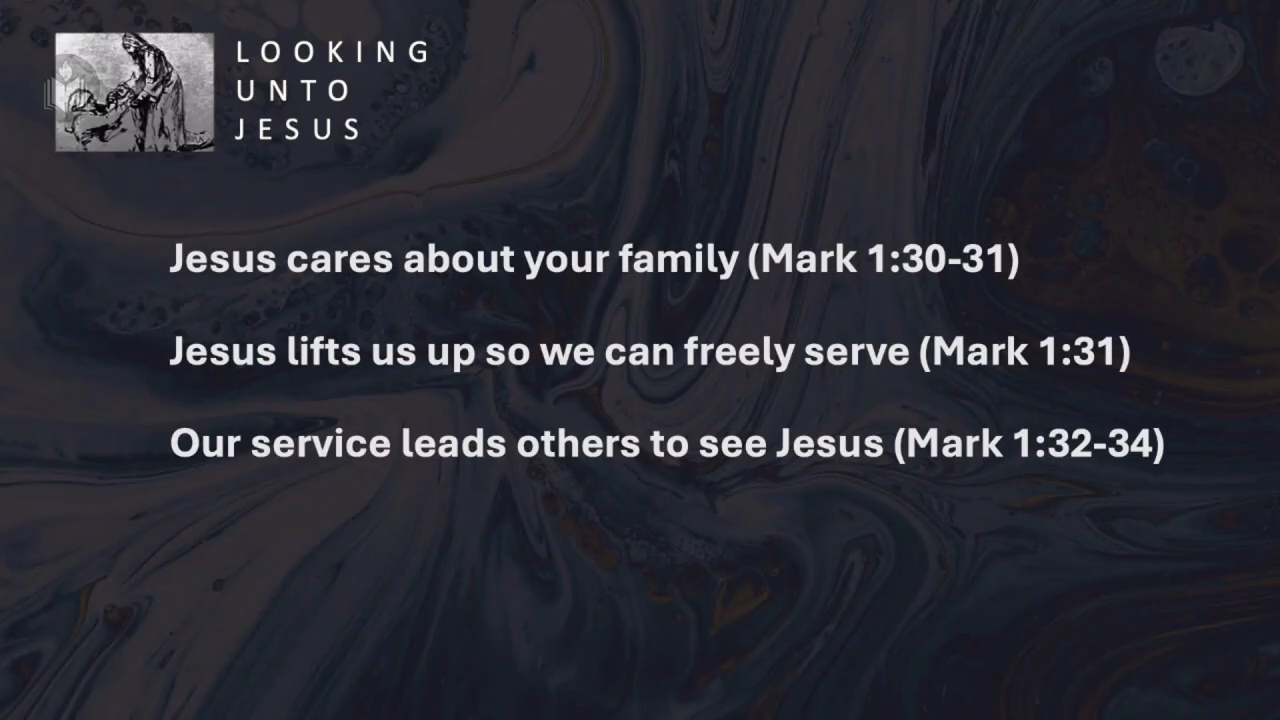 LOOKING
UNTO
JESUS
Jesus cares about your family (Mark 1:30-31)
Jesus lifts us up so we can freely serve (Mark 1:31)
Our service leads others to see Jesus (Mark 1:32-34)